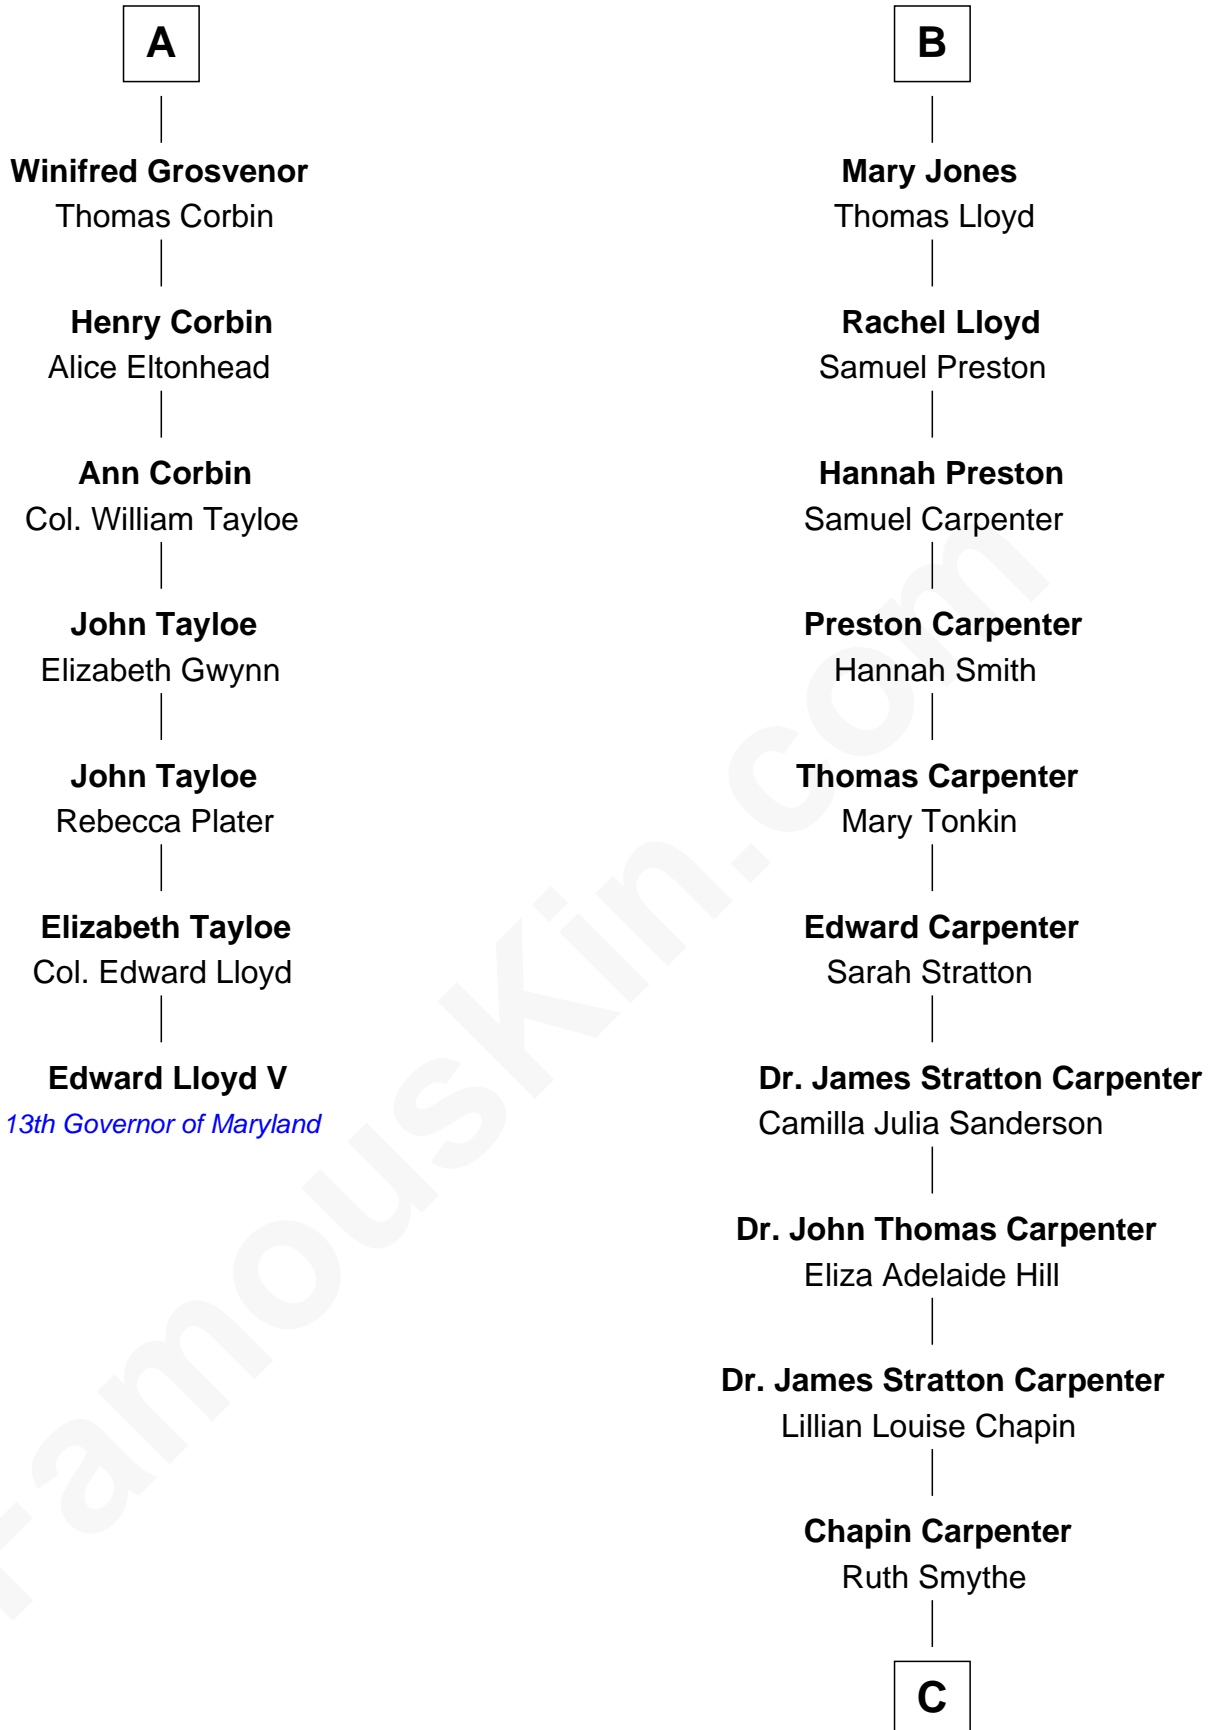 A
Winifred Grosvenor
Thomas Corbin
Henry Corbin
Alice Eltonhead
Ann Corbin
Col. William Tayloe
John Tayloe
Elizabeth Gwynn
John Tayloe
Rebecca Plater
Elizabeth Tayloe
Col. Edward Lloyd
Edward Lloyd V
13th Governor of Maryland
B
Mary Jones
Thomas Lloyd
Rachel Lloyd
Samuel Preston
Hannah Preston
Samuel Carpenter
Preston Carpenter
Hannah Smith
Thomas Carpenter
Mary Tonkin
Edward Carpenter
Sarah Stratton
Dr. James Stratton Carpenter
Camilla Julia Sanderson
Dr. John Thomas Carpenter
Eliza Adelaide Hill
Dr. James Stratton Carpenter
Lillian Louise Chapin
Chapin Carpenter
Ruth Smythe
C
FamousKin.com